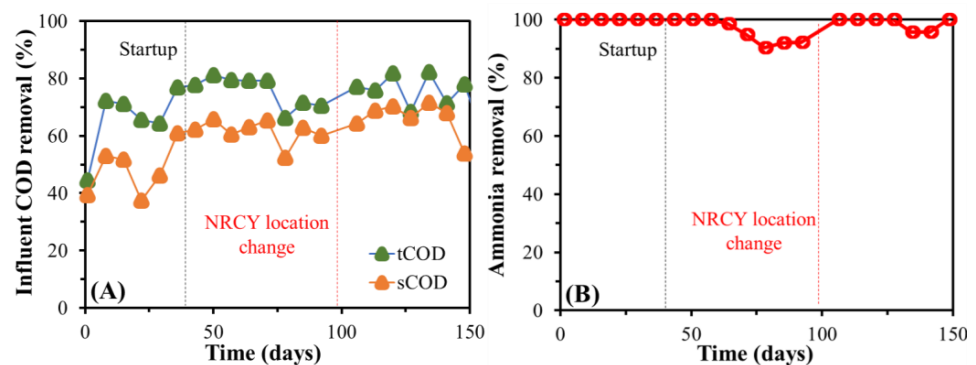 Influent COD removal (%)
100
80
60
40
20
0
Startup
NRCY location
change
tCOD
sCOD
(A)
0
50
100
150
Time (days)
Ammonia removal (%)
100
80
60
40
20
0
Startup
NRCY location
change
(B)
0
50
100
150
Time (days)